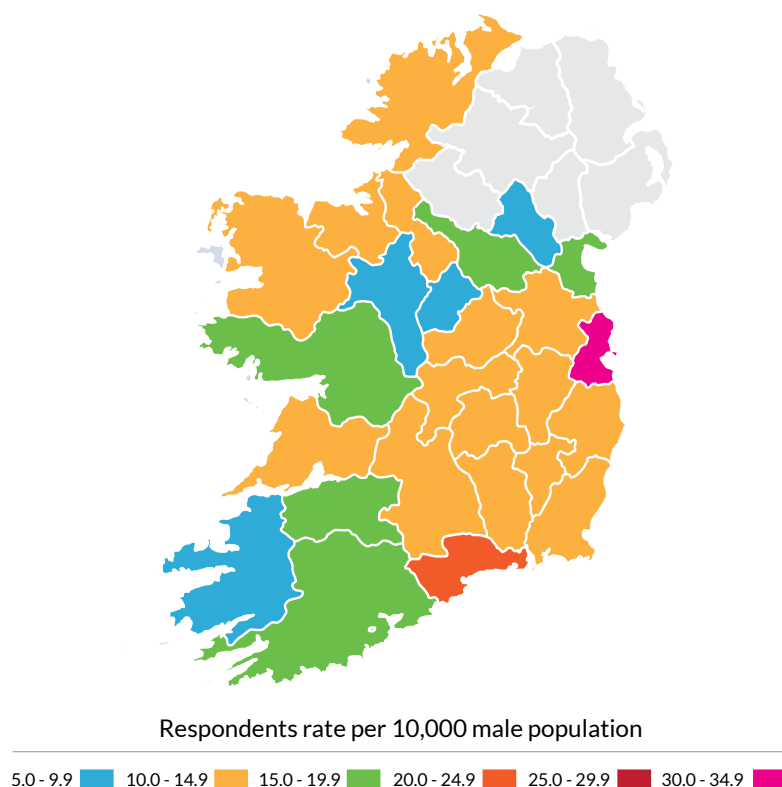 Respondents rate per 10,000 male population
5.0 - 9.9 10.0 - 14.9 15.0 - 19.9 20.0 - 24.9 25.0 - 29.9 30.0 - 34.9